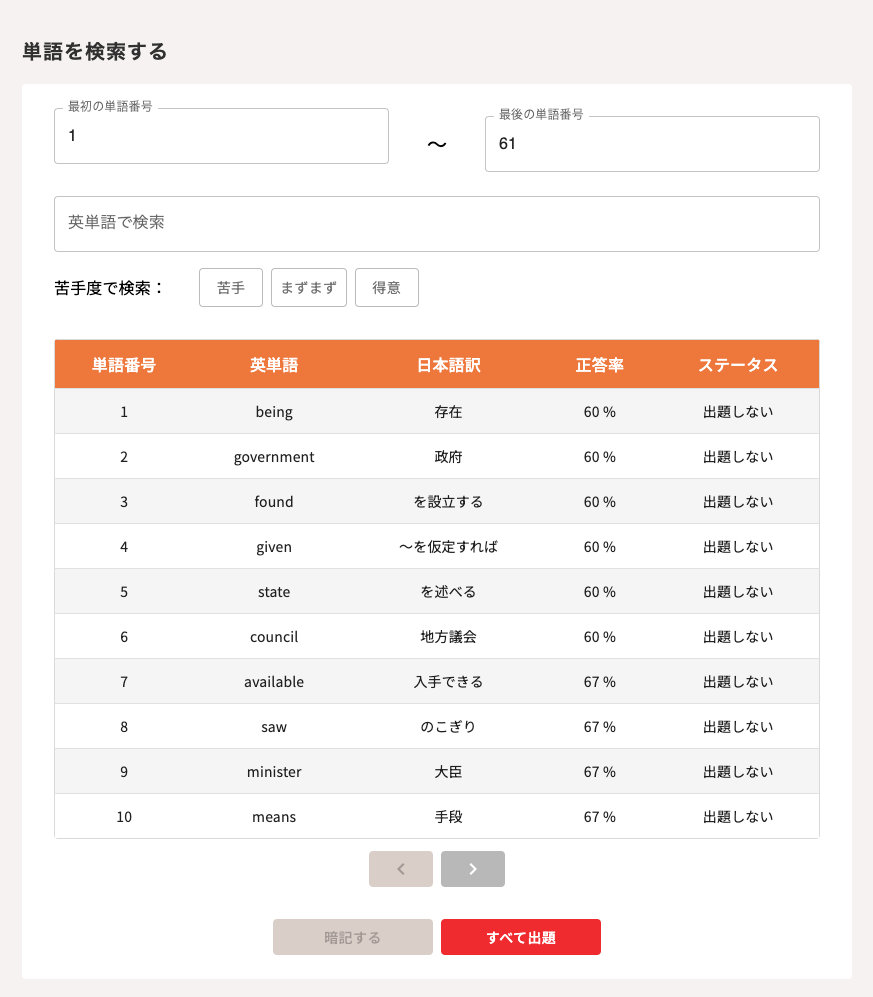 単語を検索する
最初の単語番号
1
～
最後の単語番号
61
英単語で検索
苦手度で検索：
苦手 まずまず 得意
単語番号 英単語 日本語訳 正答率 ステータス
1 being 存在 60 % 出題しない
2 government 政府 60 % 出題しない
3 found を設立する 60 % 出題しない
4 given ～を仮定すれば 60 % 出題しない
5 state を述べる 60 % 出題しない
6 council 地方議会 60 % 出題しない
7 available 入手できる 67 % 出題しない
8 saw のこぎり 67 % 出題しない
9 minister 大臣 67 % 出題しない
10 means 手段 67 % 出題しない
暗記する すべて出題